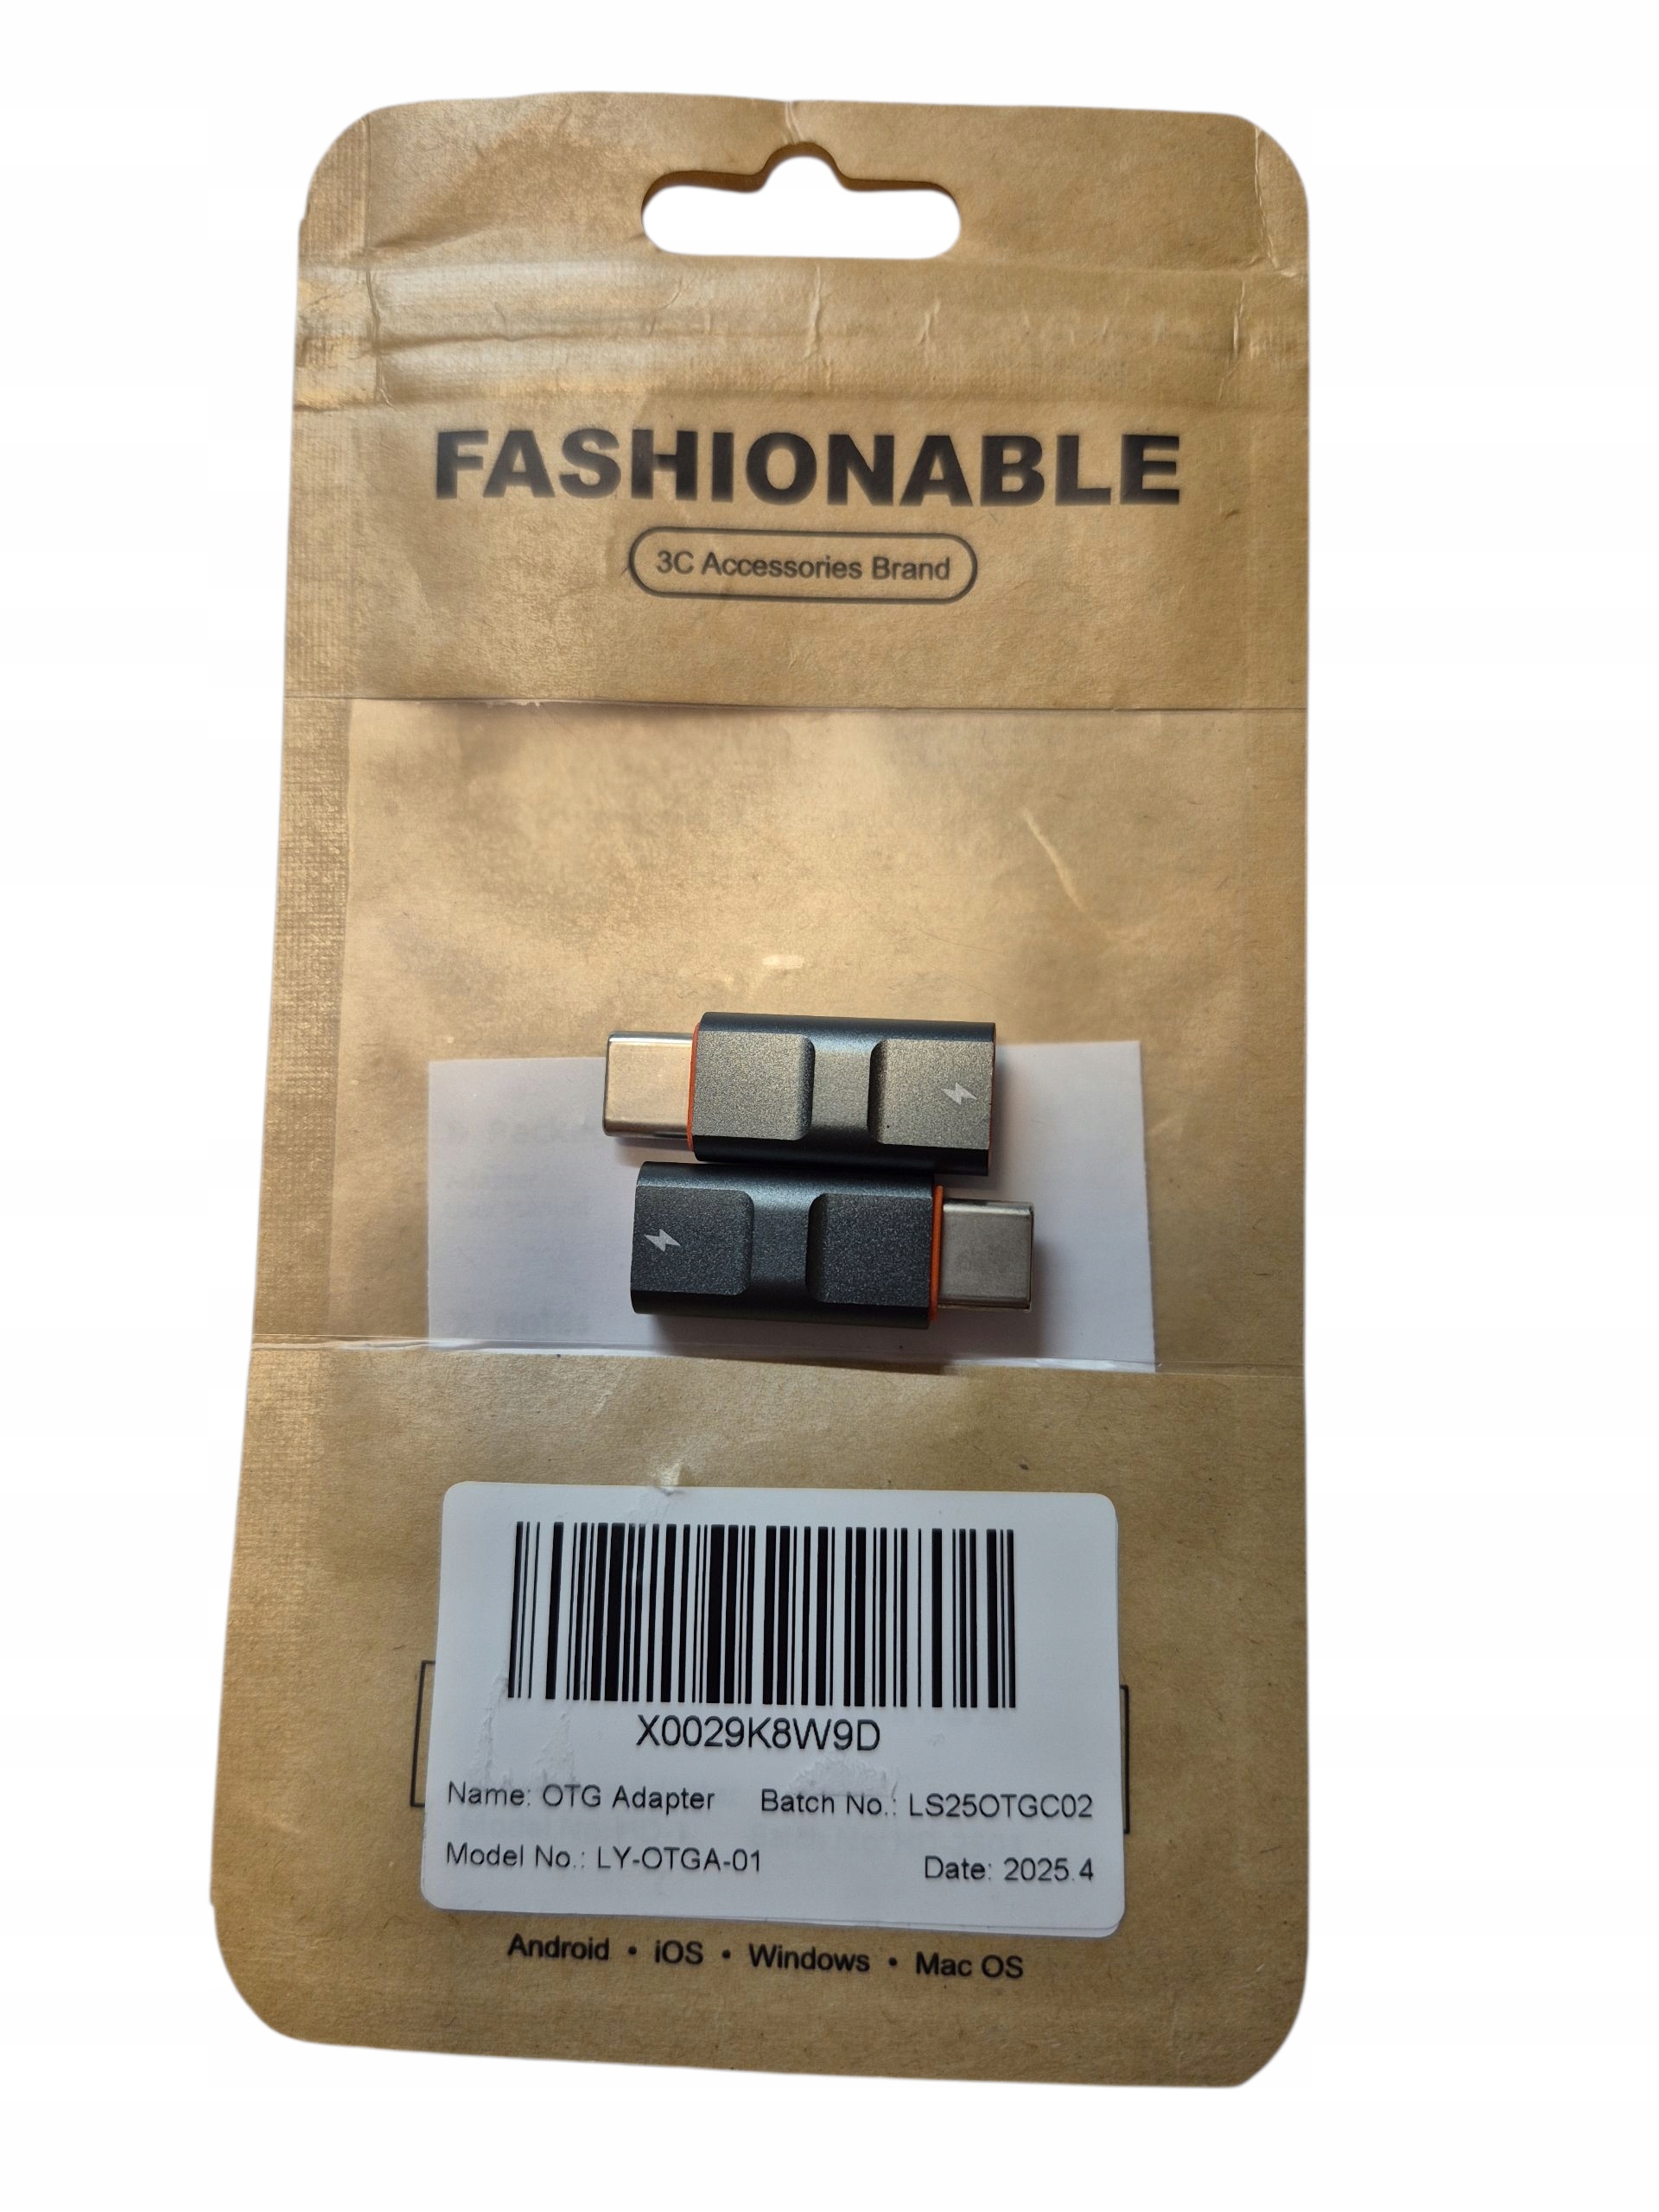 FASHIONABLE
3C Accessories Brand
X0029K8W9D
Name: OTG Adapter Batch No.: LS25OTGC02
Model No.: LY-OTGA-01 Date: 2025.4
Android • iOS • Windows • Mac OS